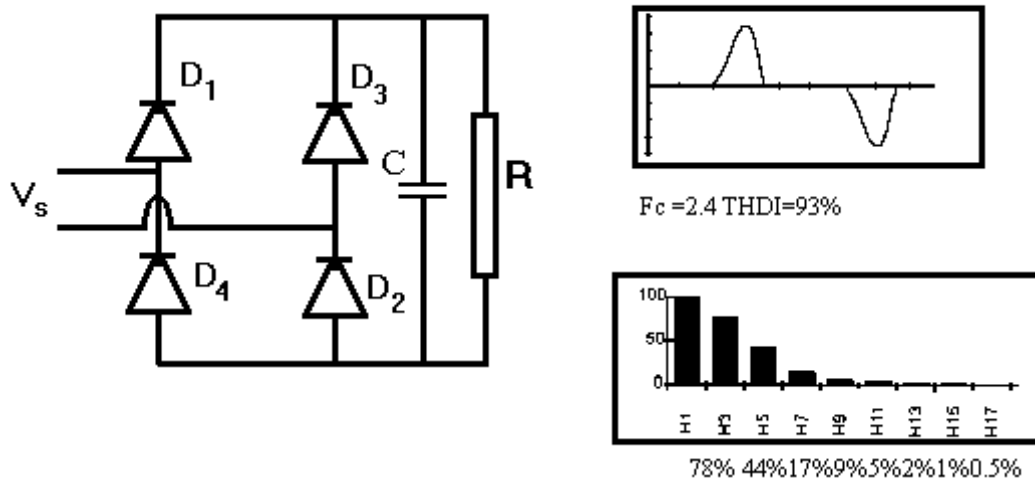 D1
D3
C
R
Vs
D4
D2
Fc =2.4 THDI=93%
100
50
0
H1
H3
H5
H7
H9
H11
H13
H15
H17
78% 44%17%9%5%2%1%0.5%